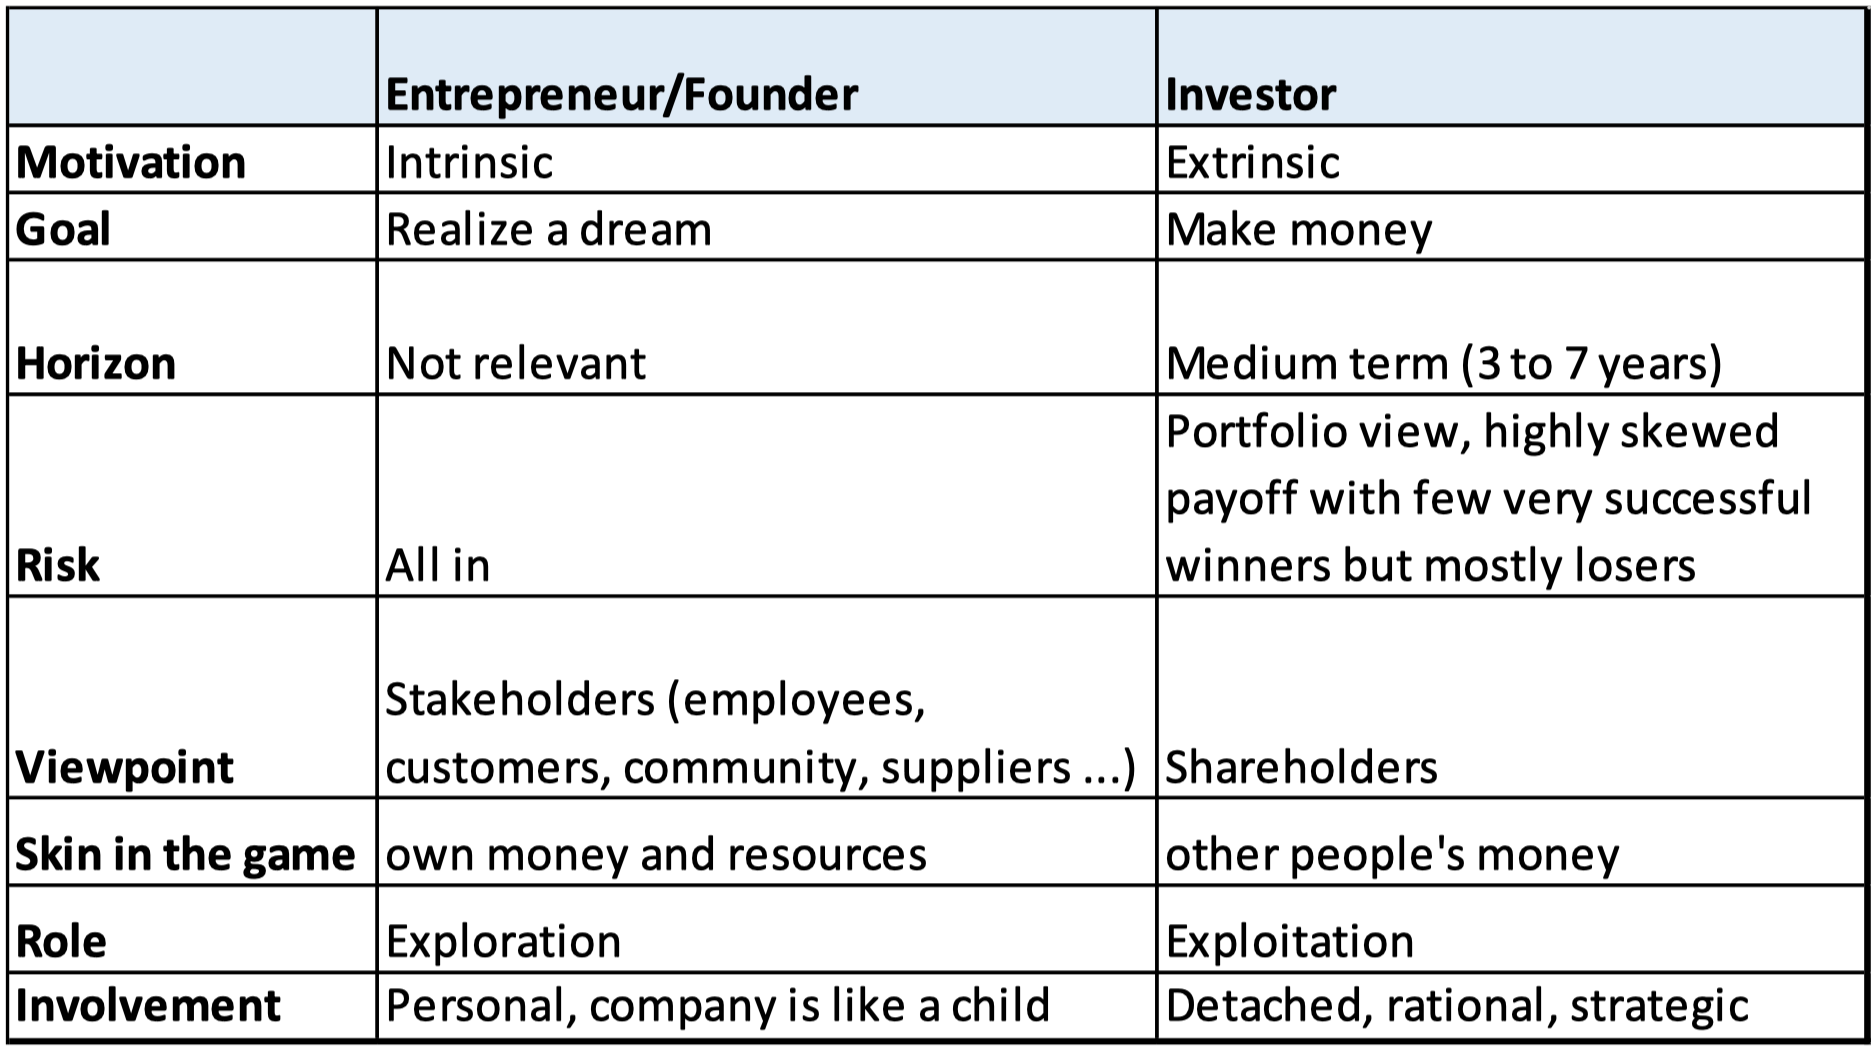 Entrepreneur/Founder Investor
Motivation Intrinsic Extrinsic
Goal Realize a dream Make money
Horizon Not relevant Medium term (3 to 7 years)
Portfolio view, highly skewed
payoff with few very successful
Risk All in winners but mostly losers
Stakeholders (employees,
Viewpoint customers, community, suppliers ...) Shareholders
Skin in the game own money and resources other people's money
Role Exploration Exploitation
Involvement Personal, company is like a child Detached, rational, strategic